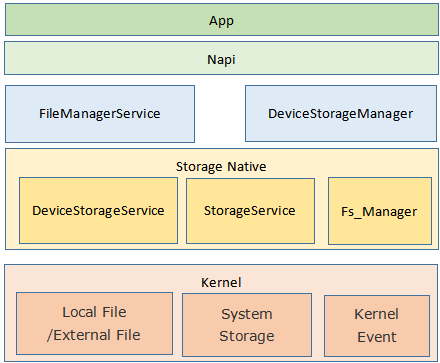 App
Napi
FileManagerService
DeviceStorageManager
Storage Native
DeviceStorageService
StorageService
Fs_Manager
Kernel
Local File
/External File
System
Storage
Kernel
Event